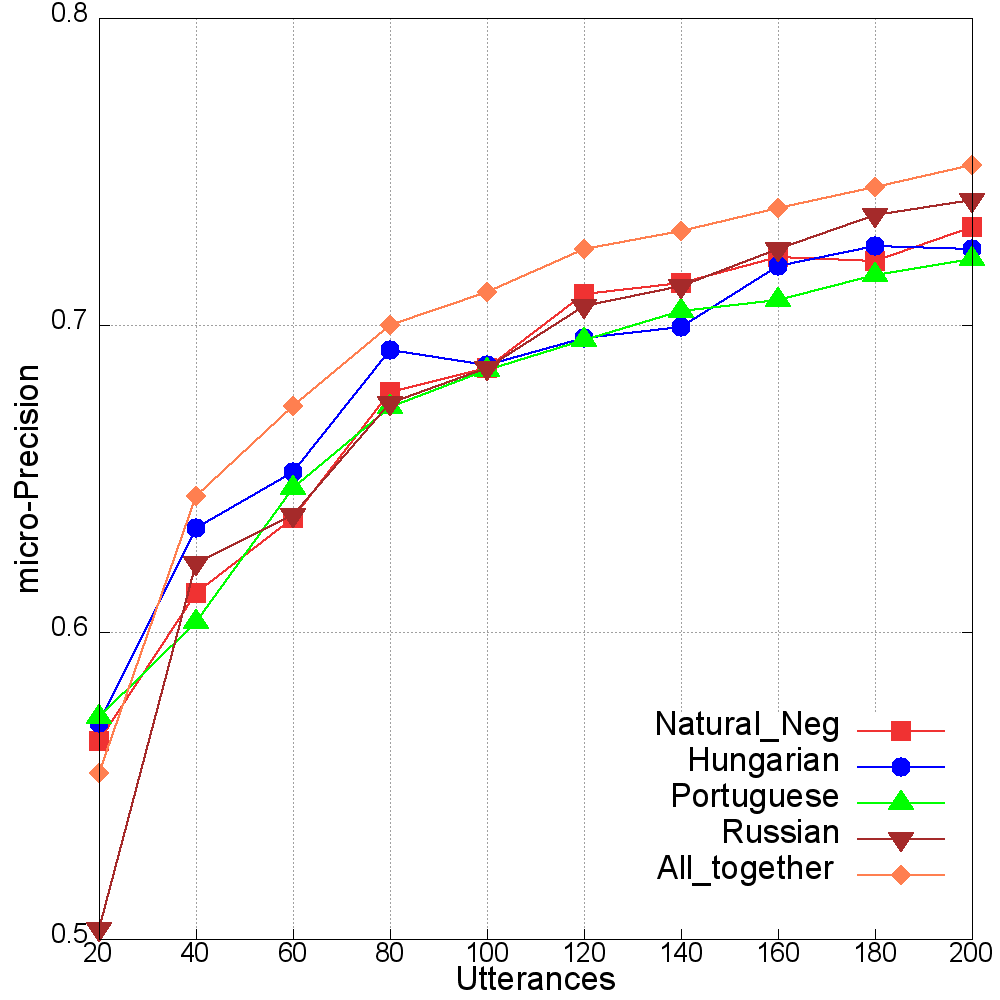 0.8
0.7
0.6
0.5
micro-Precision
Natural_Neg
Hungarian
Portuguese
Russian
All_together
20 40 60 80 100 120 140 160 180 200
Utterances